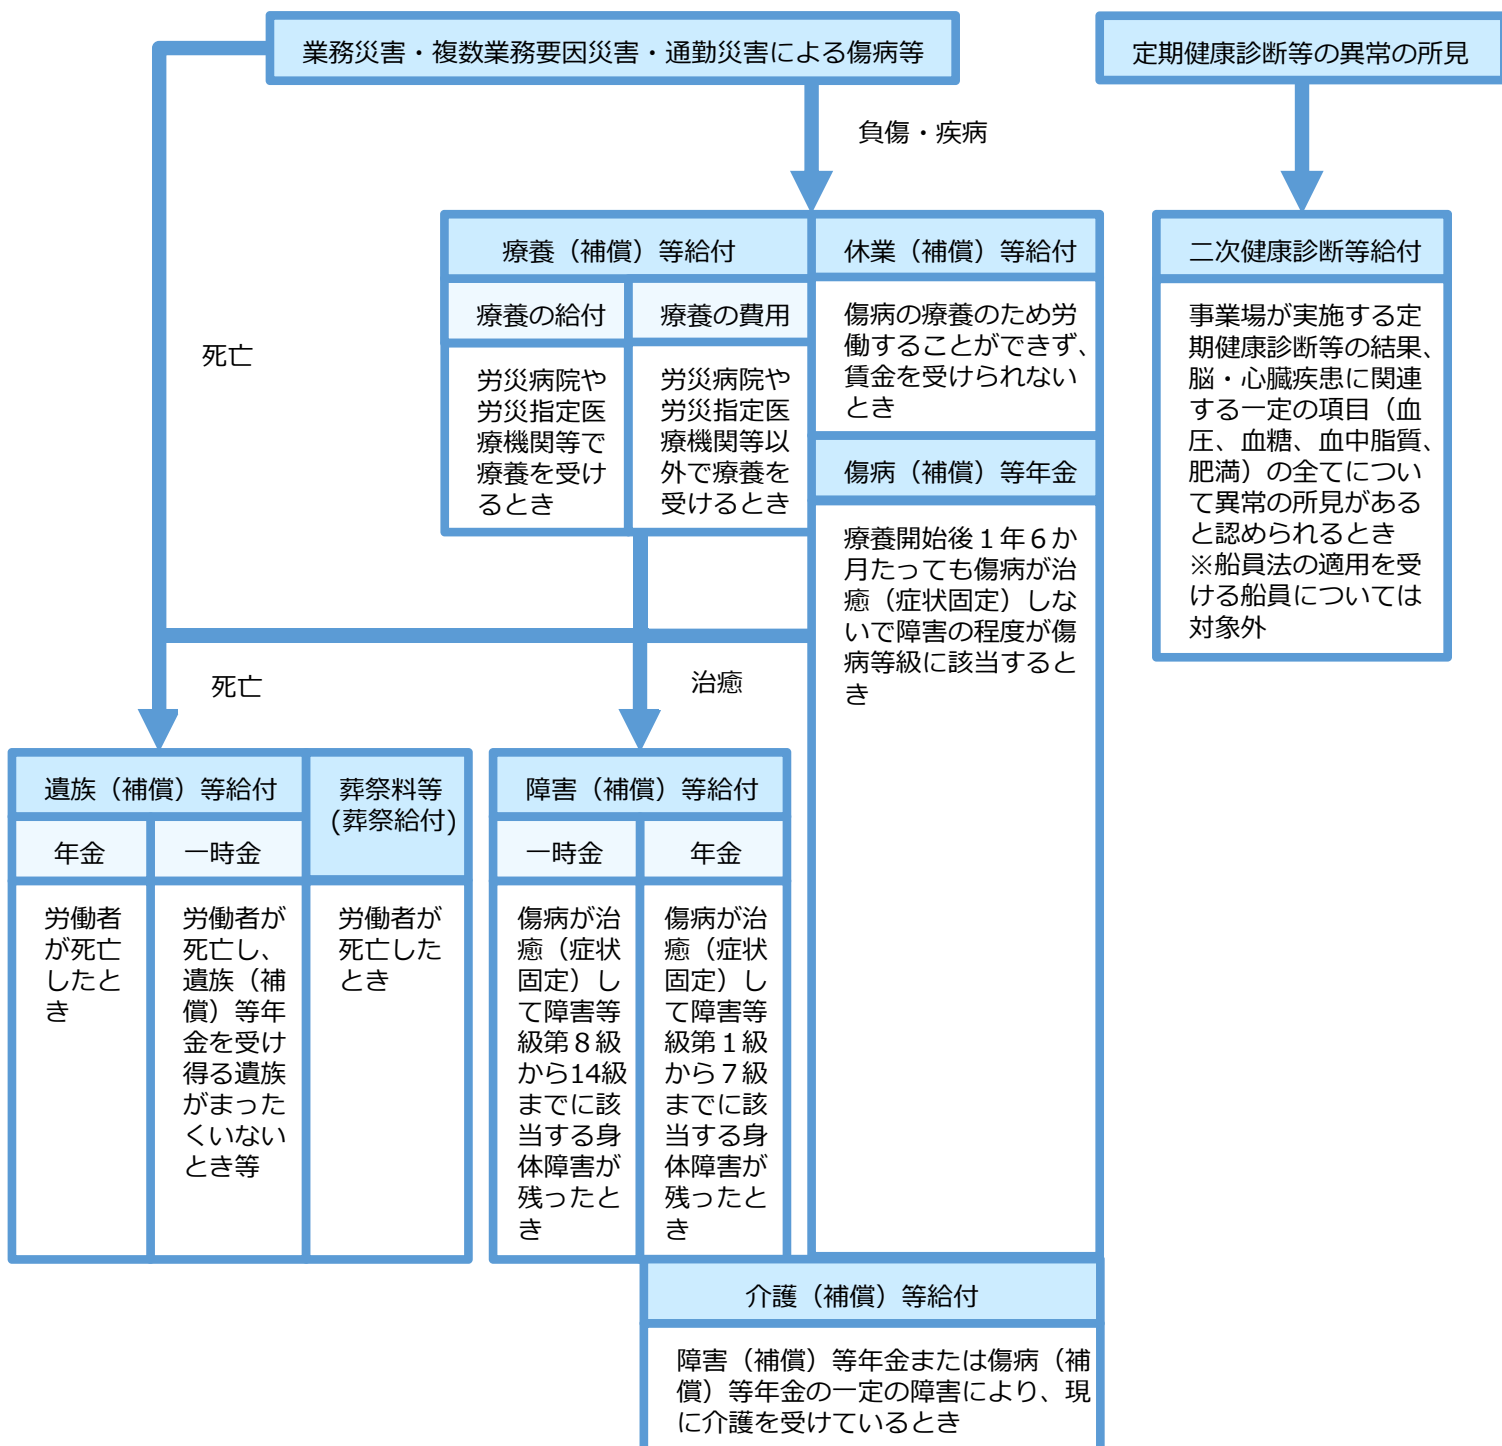 業務災害・複数業務要因災害・通勤災害による傷病等
定期健康診断等の異常の所見
負傷・疾病
死亡
療養（補償）等給付
療養の給付
労災病院や
労災指定医
療機関等で
療養を受け
るとき
療養の費用
労災病院や
労災指定医
療機関等以
外で療養を
受けるとき
休業（補償）等給付
傷病の療養のため労
働することができず、
賃金を受けられない
とき
傷病（補償）等年金
療養開始後１年６か
月たっても傷病が治
癒（症状固定）しな
いで障害の程度が傷
病等級に該当すると
き
二次健康診断等給付
事業場が実施する定
期健康診断等の結果、
脳・心臓疾患に関連
する一定の項目（血
圧、血糖、血中脂質、
肥満）の全てについ
て異常の所見がある
と認められるとき
※船員法の適用を受
ける船員については
対象外
死亡
治癒
遺族（補償）等給付
年金
労働者
が死亡
したと
き
一時金
労働者が
死亡し、
遺族（補
償）等年
金を受け
得る遺族
がまった
くいない
とき等
葬祭料等
(葬祭給付)
労働者が
死亡した
とき
障害（補償）等給付
一時金
傷病が治
癒（症状
固定）し
て障害等
級第８級
から14級
までに該
当する身
体障害が
残ったと
き
年金
傷病が治
癒（症状
固定）し
て障害等
級第１級
から７級
までに該
当する身
体障害が
残ったと
き
介護（補償）等給付
障害（補償）等年金または傷病（補
償）等年金の一定の障害により、現
に介護を受けているとき